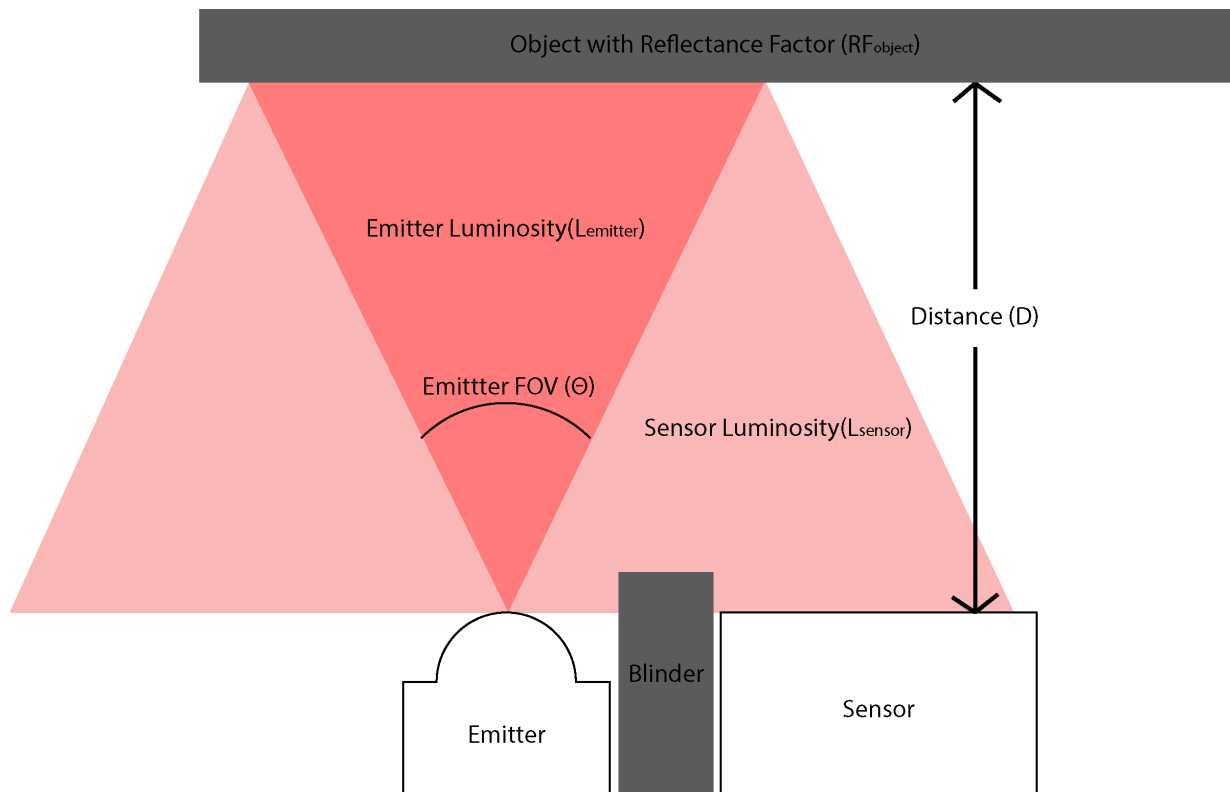 Object with Reflectance Factor (RFobject)
Emitter Luminosity(Lemitter)
Distance (D)
Emittter FOV (Θ)
Sensor Luminosity(Lsensor)
Blinder
Sensor
Emitter